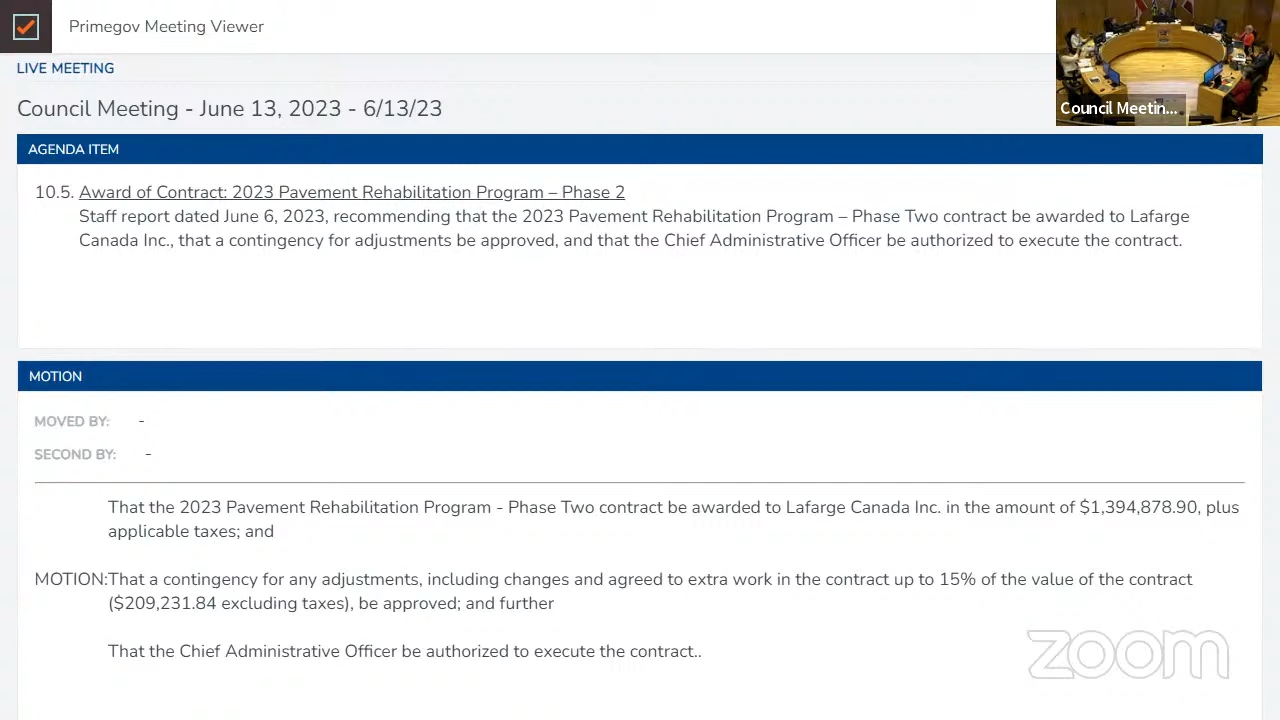 Primegov Meeting Viewer
LIVE MEETING
Council Meeting - June 13, 2023 - 6/13/23
Council Meetin...
AGENDA ITEM
10.5. Award of Contract: 2023 Pavement Rehabilitation Program – Phase 2
Staff report dated June 6, 2023, recommending that the 2023 Pavement Rehabilitation Program – Phase Two contract be awarded to Lafarge
Canada Inc., that a contingency for adjustments be approved, and that the Chief Administrative Officer be authorized to execute the contract.
MOTION
MOVED BY: -
SECOND BY: -
That the 2023 Pavement Rehabilitation Program - Phase Two contract be awarded to Lafarge Canada Inc. in the amount of $1,394,878.90, plus
applicable taxes; and
MOTION:That a contingency for any adjustments, including changes and agreed to extra work in the contract up to 15% of the value of the contract
($209,231.84 excluding taxes), be approved; and further
That the Chief Administrative Officer be authorized to execute the contract..
zoom